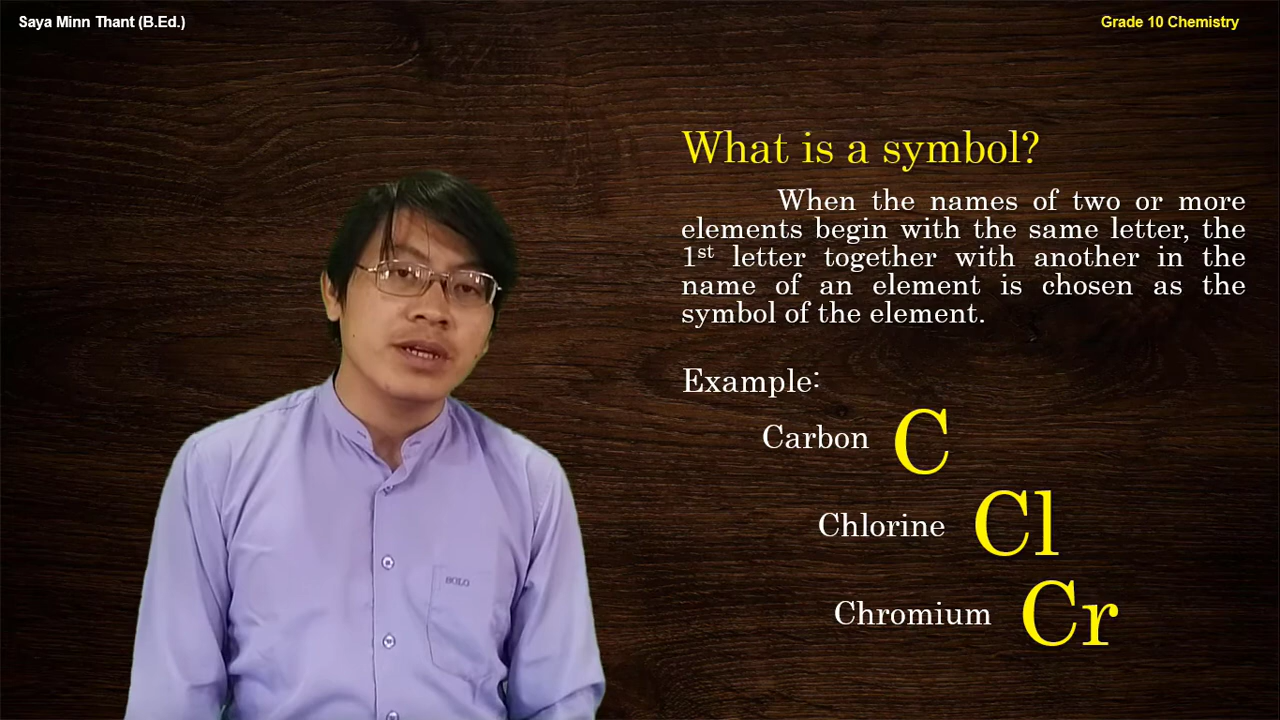 Saya Minn Thant (B.Ed.)
Grade 10 Chemistry
What is a symbol?
When the names of two or more
elements begin with the same letter, the
1st letter together with another in the
name of an element is chosen as the
symbol of the element.
Example:
Carbon C
Chlorine Cl
Chromium Cr
BOLO